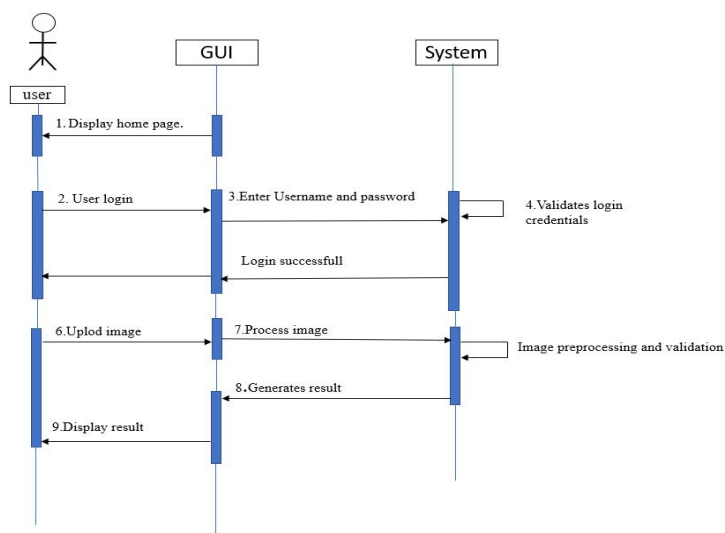 GUI
System
user
1. Display home page.
2. User login
3.Enter Username and password
4.Validates login
credentials
Login successfull
6.Uplod image
7.Process image
Image preprocessing and validation
8.Generates result
9.Display result